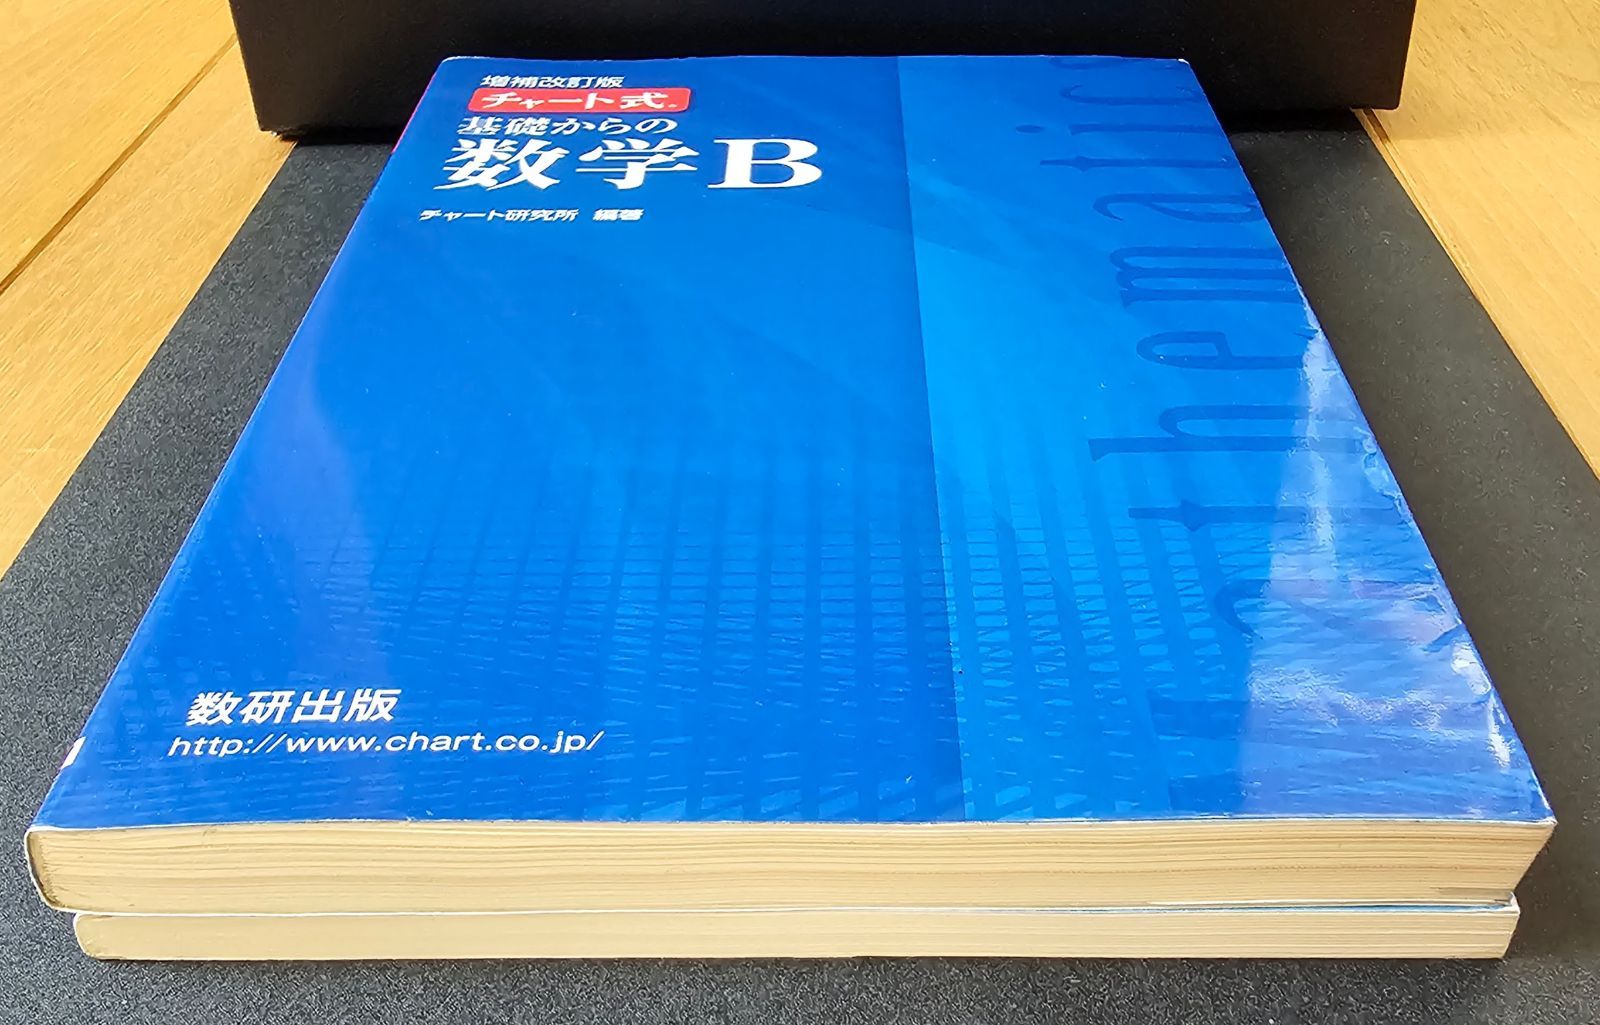 増補改訂版
チャート式®
基礎からの
数学B
チャート研究所 編著
mathematics
数研出版
http://www.chart.co.jp/